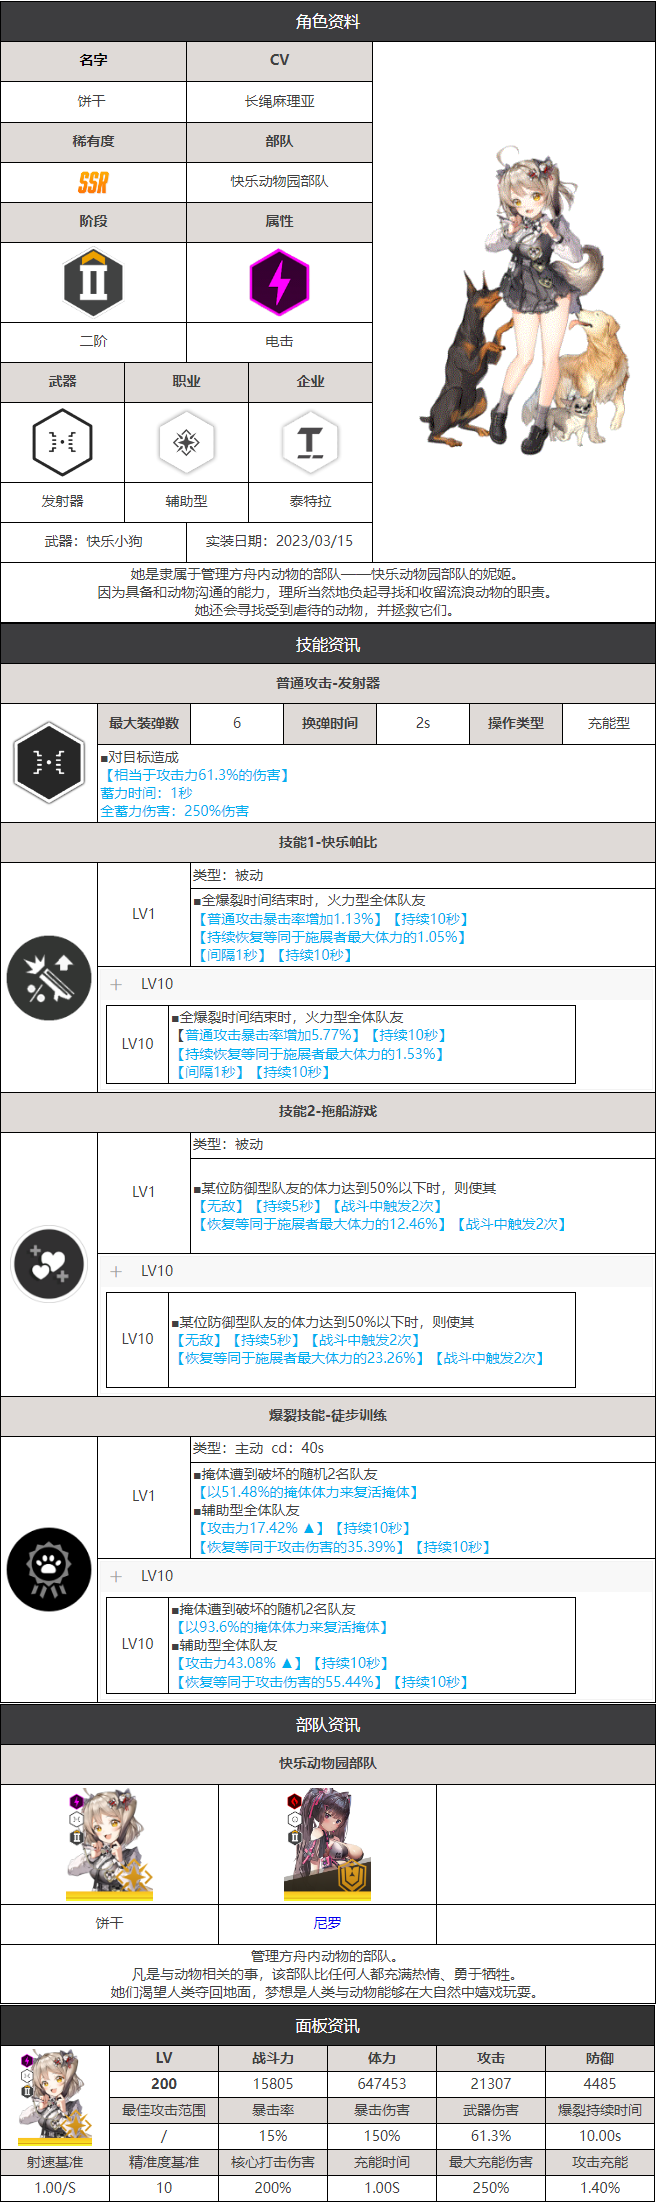 角色资料
名字
CV
饼干
长绳麻理亚
稀有度
部队
SSR
快乐动物园部队
阶段
属性
二阶
电击
武器
职业
企业
发射器
辅助型
泰特拉
武器：快乐小狗
实装日期：2023/03/15
她是隶属于管理方舟内动物的部队——快乐动物园部队的妮姬。
因为具备和动物沟通的能力，理所当然地负起寻找和收留流浪动物的职责。
她还会寻找受到虐待的动物，并拯救它们。
技能资讯
普通攻击-发射器
最大装弹数
6
换弹时间
2s
操作类型
充能型
■对目标造成
【相当于攻击力61.3%的伤害】
蓄力时间：1秒
全蓄力伤害：250%伤害
技能1-快乐帕比
LV1
类型：被动
■全爆裂时间结束时，火力型全体队友
【普通攻击暴击率增加1.13%】【持续10秒】
【持续恢复等同于施展者最大体力的1.05%】
【间隔1秒】【持续10秒】
+ LV10
LV10
■全爆裂时间结束时，火力型全体队友
【普通攻击暴击率增加5.77%】【持续10秒】
【持续恢复等同于施展者最大体力的1.53%】
【间隔1秒】【持续10秒】
技能2-拖船游戏
LV1
类型：被动
■某位防御型队友的体力达到50%以下时，则使其
【无敌】【持续5秒】【战斗中触发2次】
【恢复等同于施展者最大体力的12.46%】【战斗中触发2次】
+ LV10
LV10
■某位防御型队友的体力达到50%以下时，则使其
【无敌】【持续5秒】【战斗中触发2次】
【恢复等同于施展者最大体力的23.26%】【战斗中触发2次】
爆裂技能-徒步训练
LV1
类型：主动 cd：40s
■掩体遭到破坏的随机2名队友
【以51.48%的掩体体力来复活掩体】
■辅助型全体队友
【攻击力17.42% ▲】【持续10秒】
【恢复等同于攻击伤害的35.39%】【持续10秒】
+ LV10
LV10
■掩体遭到破坏的随机2名队友
【以93.6%的掩体体力来复活掩体】
■辅助型全体队友
【攻击力43.08% ▲】【持续10秒】
【恢复等同于攻击伤害的55.44%】【持续10秒】
部队资讯
快乐动物园部队
饼干
尼罗
管理方舟内动物的部队。
凡是与动物相关的事，该部队比任何人都充满热情、勇于牺牲。
她们渴望人类夺回地面，梦想是人类与动物能够在大自然中嬉戏玩耍。
面板资讯
LV
战斗力
体力
攻击
防御
200
15805
647453
21307
4485
最佳攻击范围
暴击率
暴击伤害
武器伤害
爆裂持续时间
/
15%
150%
61.3%
10.00s
射速基准
精准度基准
核心打击伤害
充能时间
最大充能伤害
攻击充能
1.00/S
10
200%
1.00S
250%
1.40%